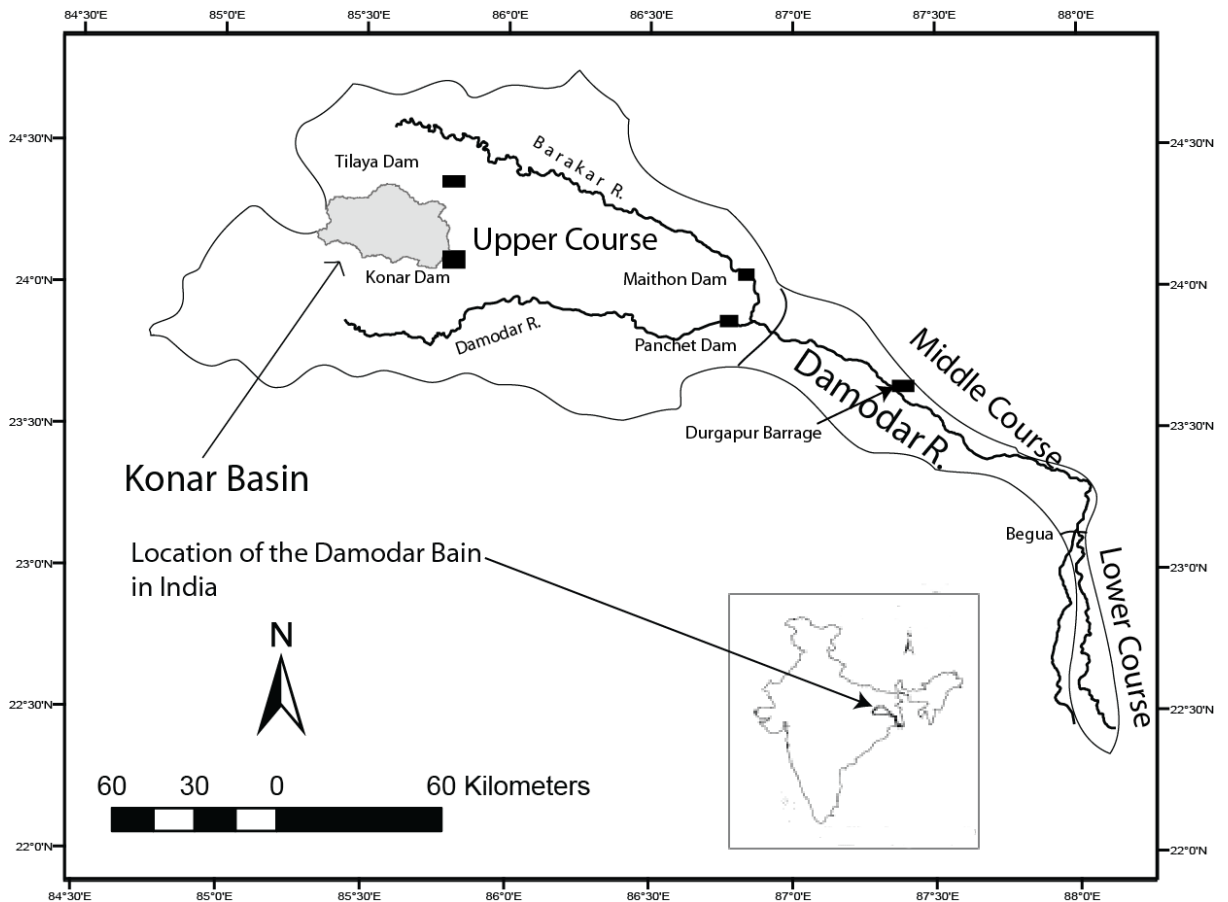 84°30'E 85°0'E 85°30'E 86°0'E 86°30'E 87°0'E 87°30'E 88°0'E
24°30'N
24°30'N
Barakar R.
Tilaya Dam
Upper Course
Konar Dam
Maithon Dam
24°0'N
24°0'N
Damodar R.
Panchet Dam
Middle Course
Damodar R.
Durgapur Barrage
23°30'N
23°30'N
Konar Basin
Begua
Location of the Damodar Bain
in India
23°0'N
23°0'N
Lower Course
N
22°30'N
22°30'N
60 30 0 60 Kilometers
22°0'N
22°0'N
84°30'E 85°0'E 85°30'E 86°0'E 86°30'E 87°0'E 87°30'E 88°0'E